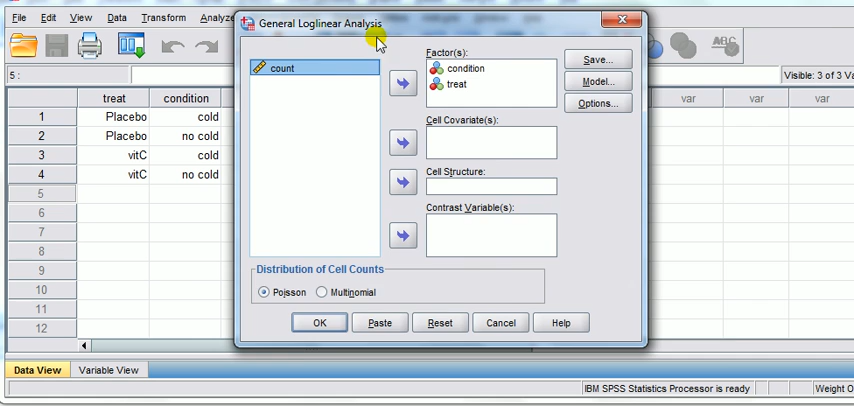 General Loglinear Analysis
File Edit View Data Transform Analyze
5 :
Visible: 3 of 3 Va
treat condition var var var
1 Placebo cold
2 Placebo no cold
3 vitC cold
4 vitC no cold
5
6
7
8
9
10
11
12
count
Factor(s):
condition
treat
Save...
Model...
Options...
Cell Covariate(s):
Cell Structure:
Contrast Variable(s):
Distribution of Cell Counts
Poisson Multinomial
OK Paste Reset Cancel Help
Data View Variable View
IBM SPSS Statistics Processor is ready Weight O